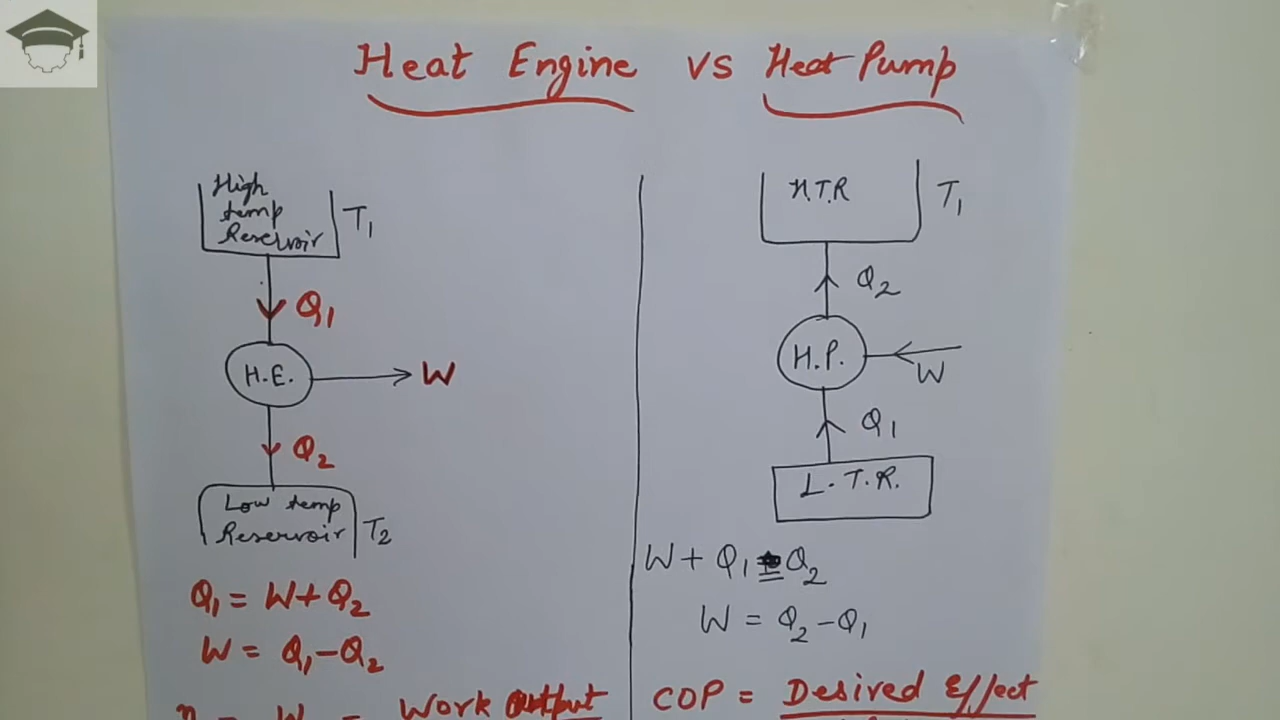 Heat Engine vs Heat Pump
High
temp
Reservoir
T1
Q1
H.E.
W
Q2
Low temp
Reservoir
T2
Q1 = W + Q2
W = Q1 - Q2
η = W = Work Output
H.T.R
T1
Q2
H.P.
W
Q1
L.T.R.
W + Q1 = Q2
W = Q2 - Q1
COP = Desired Effect